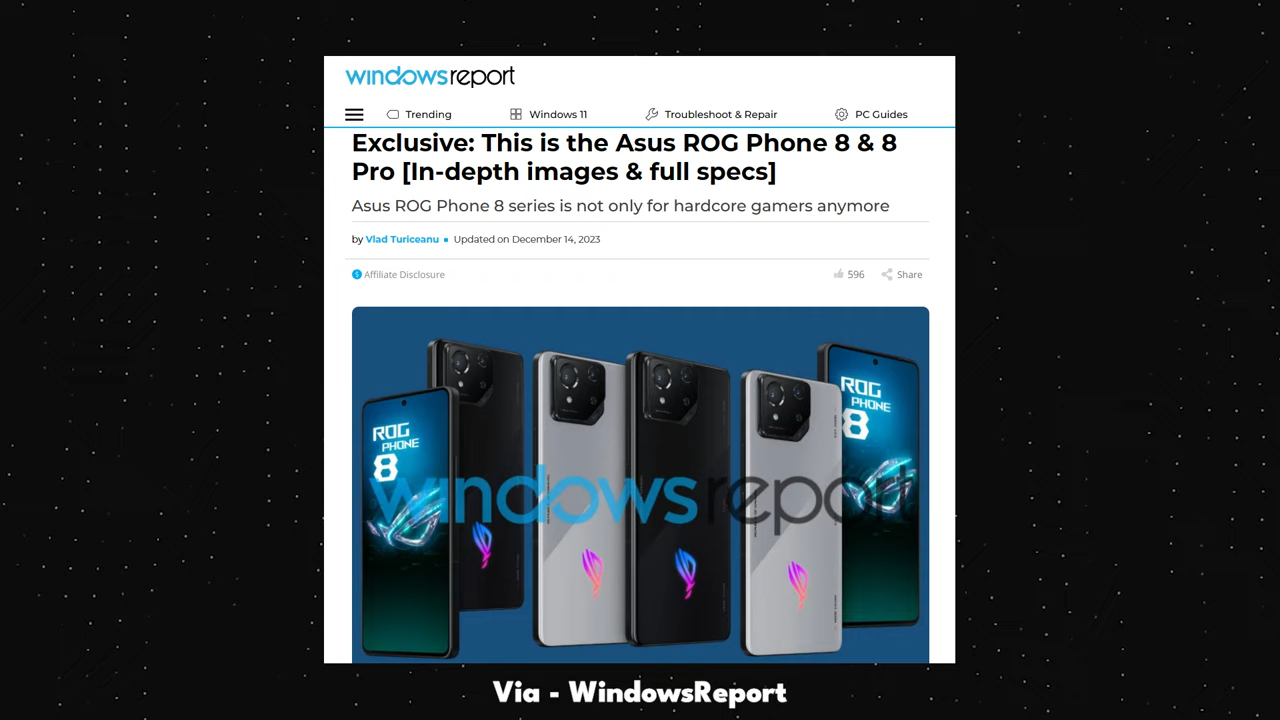 windowsreport
Trending
Windows 11
Troubleshoot & Repair
PC Guides
Exclusive: This is the Asus ROG Phone 8 & 8
Pro [In-depth images & full specs]
Asus ROG Phone 8 series is not only for hardcore gamers anymore
by Vlad Turiceanu ▪ Updated on December 14, 2023
$ Affiliate Disclosure
596
Share
ROG
PHONE
8
ROG
PHONE
8
windowsreport
Via - WindowsReport